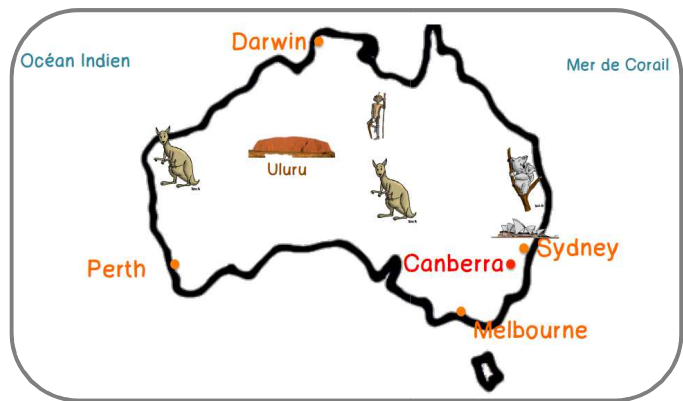 Darwin
Océan Indien
Mer de Corail
Uluru
Sydney
Canberra
Perth
Melbourne